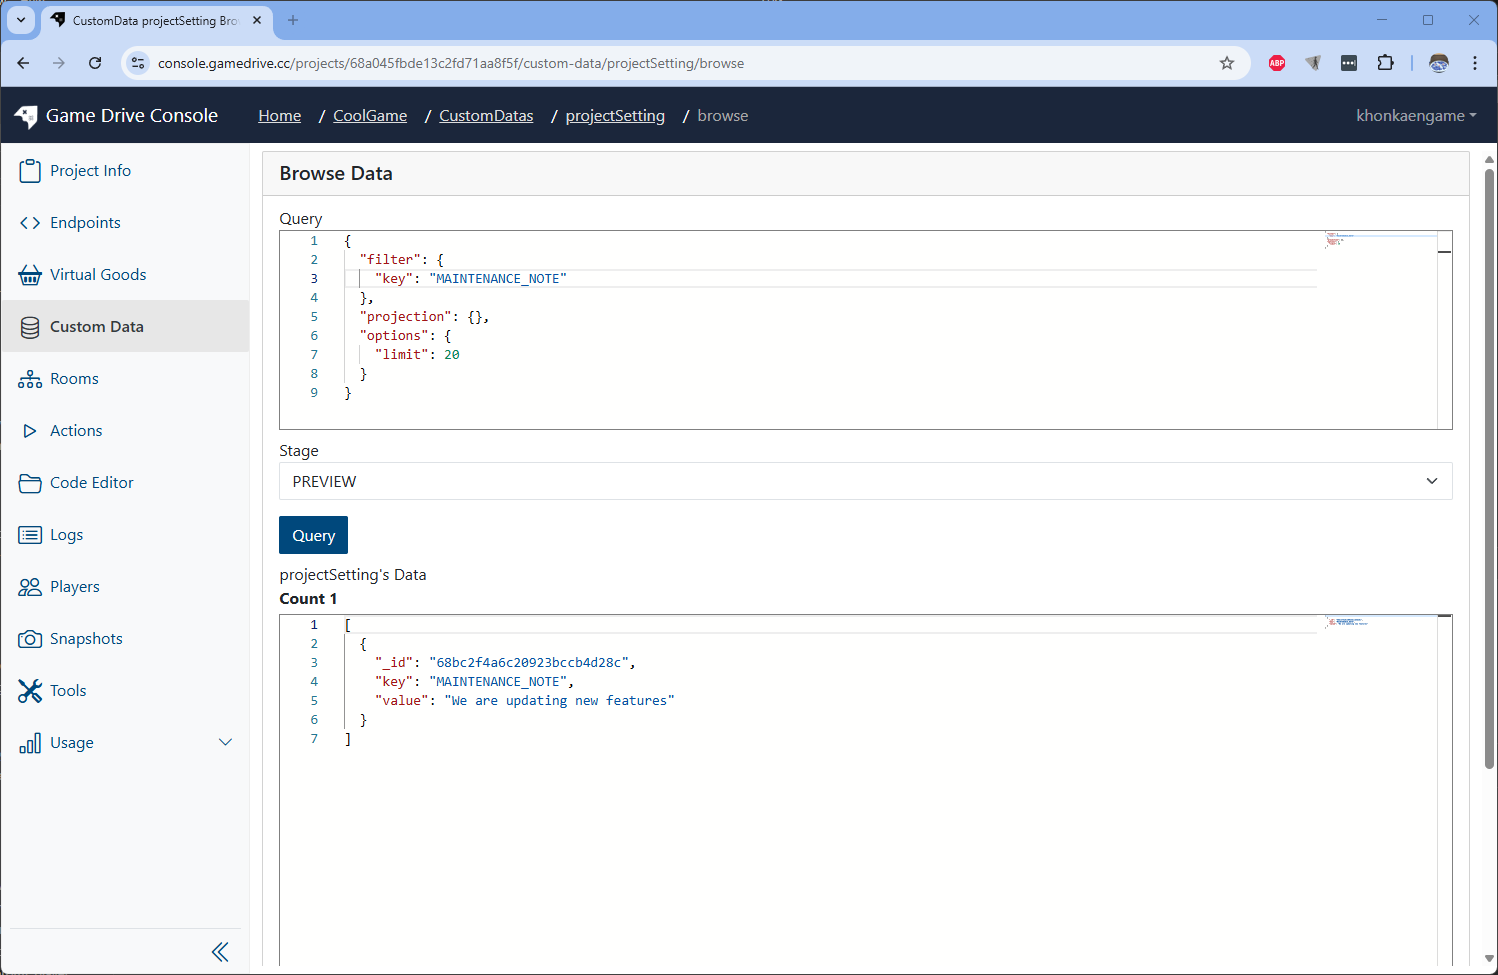 CustomData projectSetting Bro
console.gamedrive.cc/projects/68a045fbde13c2fd71aa8f5f/custom-data/projectSetting/browse
ABP
Game Drive Console
Home / CoolGame / CustomDatas / projectSetting / browse
khonkaengame
Project Info
Endpoints
Virtual Goods
Custom Data
Rooms
Actions
Code Editor
Logs
Players
Snapshots
Tools
Usage
Browse Data
Query
1 {
2 "filter": {
3 "key": "MAINTENANCE_NOTE"
4 },
5 "projection": {},
6 "options": {
7 "limit": 20
8 }
9 }
Stage
PREVIEW
Query
projectSetting's Data
Count 1
1 [
2 {
3 "_id": "68bc2f4a6c20923bccb4d28c",
4 "key": "MAINTENANCE_NOTE",
5 "value": "We are updating new features"
6 }
7 ]